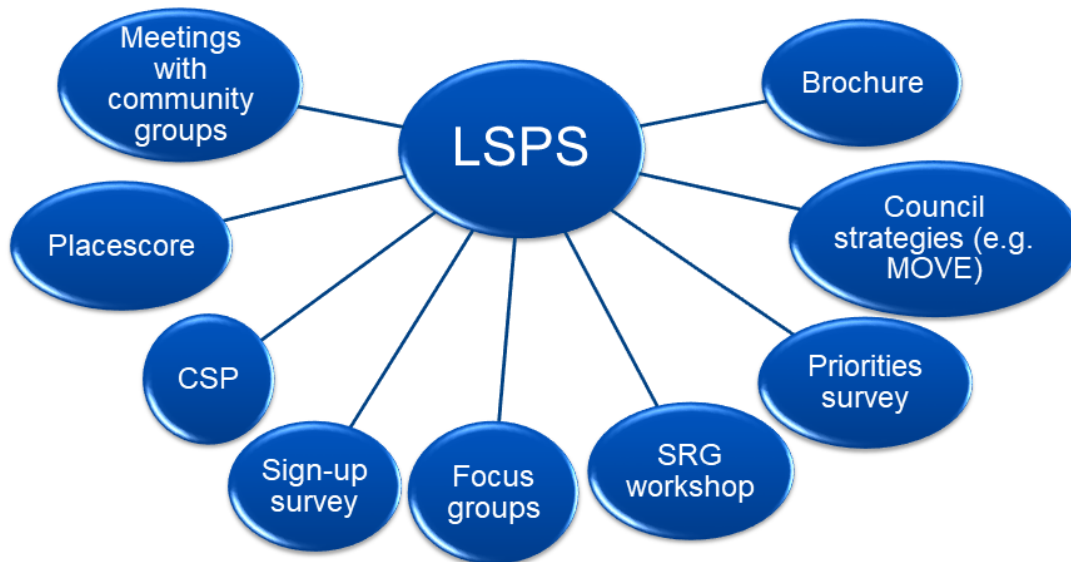 Meetings
with
community
groups
LSPS
Brochure
Placescore
Council
strategies (e.g.
MOVE)
CSP
Priorities
survey
Sign-up
survey
Focus
groups
SRG
workshop